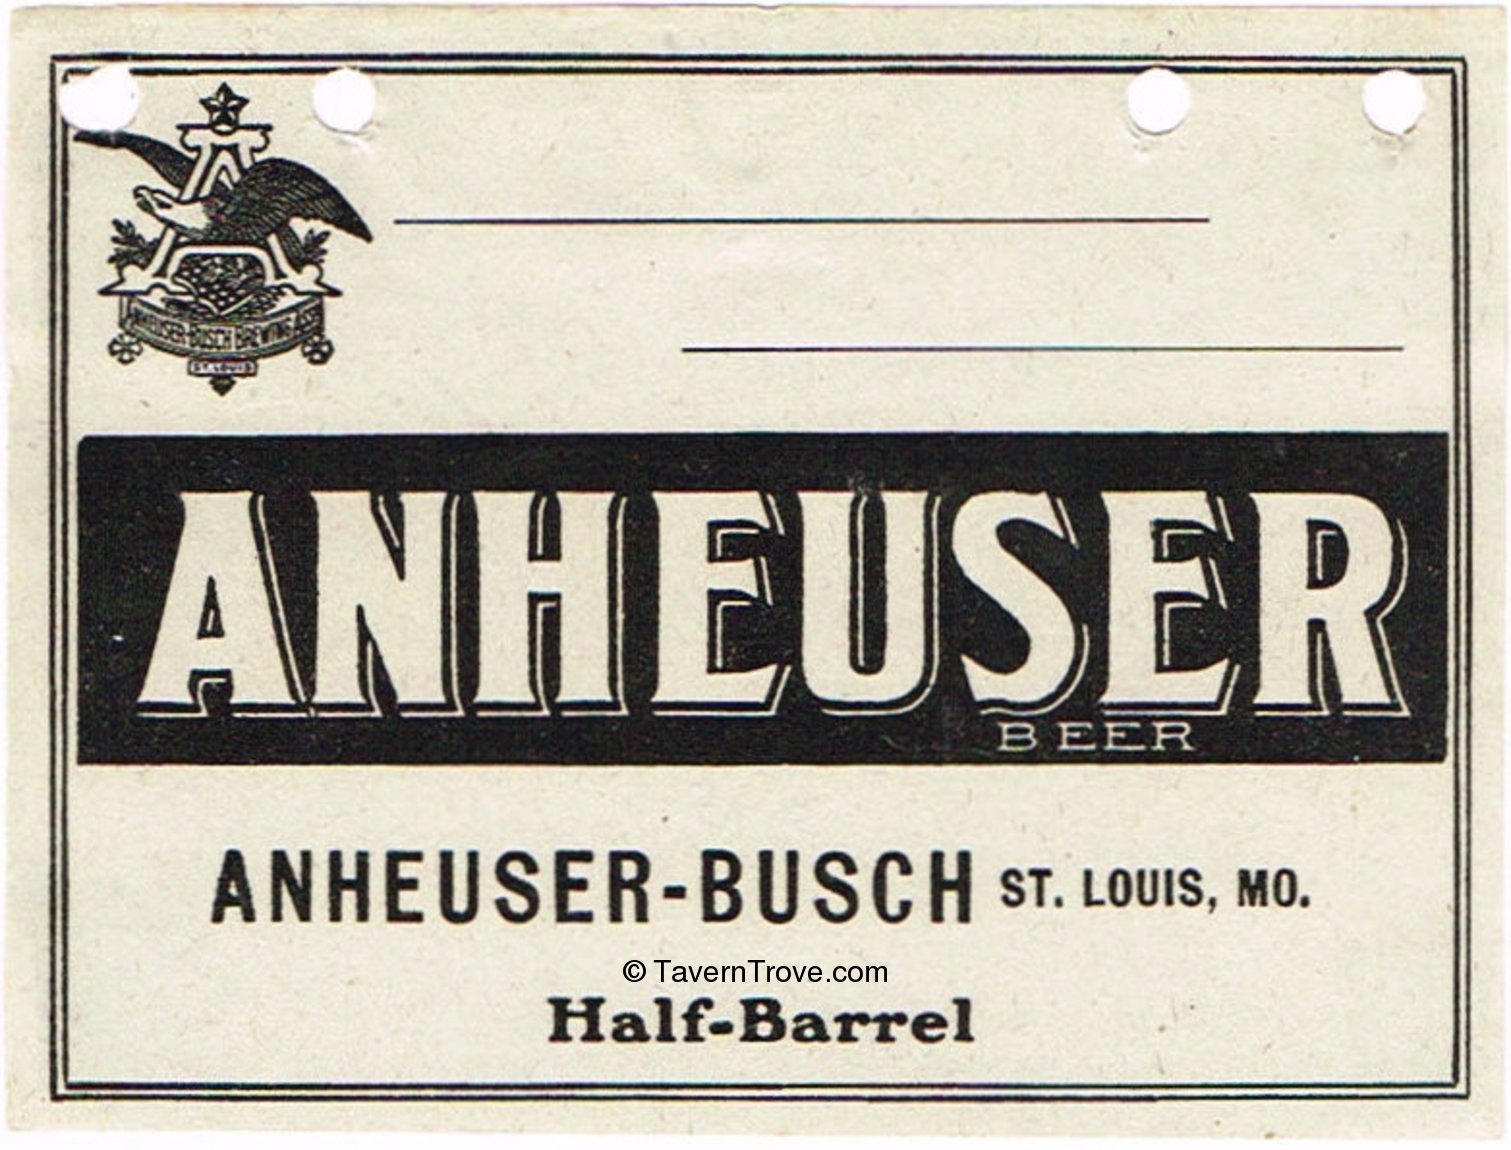 ANHEUSER-BUSCH BREWING ASS'N
ST. LOUIS
ANHEUSER
BEER
ANHEUSER-BUSCH ST. LOUIS, MO.
© TavernTrove.com
Half-Barrel